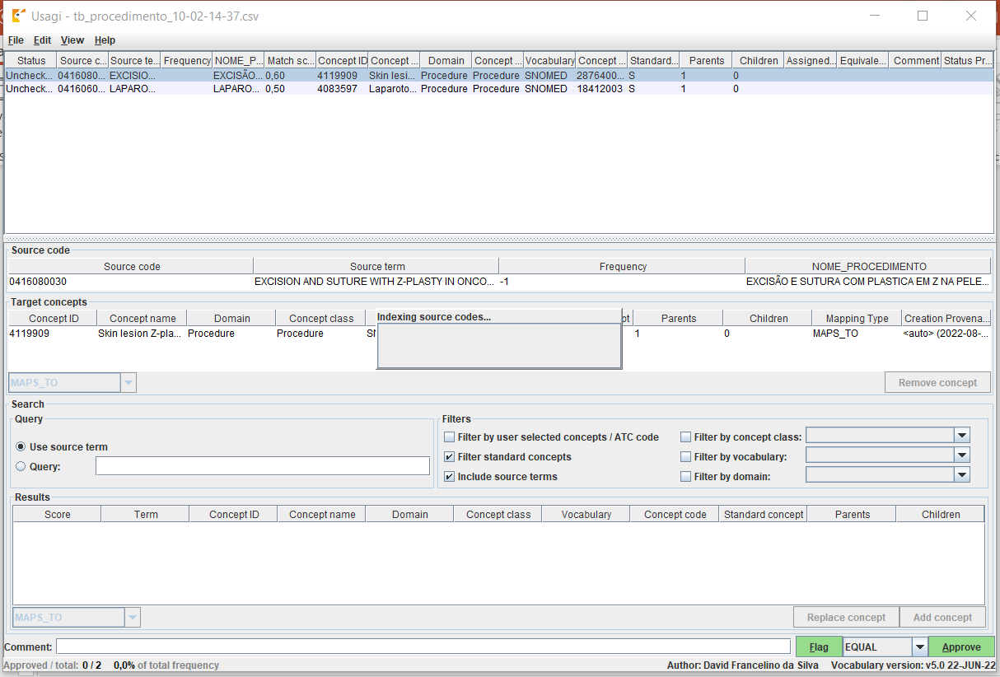 Usagi - tb_procedimento_10-02-14-37.csv
File Edit View Help
Status Source c... Source te... Frequency NOME_P... Match sc... Concept ID Concept ... Domain Concept ... Vocabulary Concept ... Standard... Parents Children Assigned... Equivale... Comment Status Pr...
Uncheck... 041608​0... EXCISIO... EXCISÃO... 0,60 4119909 Skin lesi... Procedure Procedure SNOMED 2876400... S 1 0
Uncheck... 0416060... LAPARO... LAPARO... 0,50 4083597 Laparoto... Procedure Procedure SNOMED 18412003 S 1 0
Source code
Source code Source term Frequency NOME_PROCEDIMENTO
0416080030 EXCISION AND SUTURE WITH Z-PLASTY IN ONCO... -1 EXCISÃO E SUTURA COM PLASTICA EM Z NA PELE...
Target concepts
Concept ID Concept name Domain Concept class Indexing source codes... pt Parents Children Mapping Type Creation Provena...
4119909 Skin lesion Z-pla... Procedure Procedure 1 0 MAPS_TO <auto> (2022-08-...
MAPS_TO Remove concept
Search
Query Filters
Filter by user selected concepts / ATC code Filter by concept class:
Use source term
Filter standard concepts Filter by vocabulary:
Query:
Include source terms Filter by domain:
Results
Score Term Concept ID Concept name Domain Concept class Vocabulary Concept code Standard concept Parents Children
MAPS_TO Replace concept Add concept
Comment: Flag EQUAL Approve
Approved / total: 0 / 2 0,0% of total frequency Author: David Francelino da Silva Vocabulary version: v5.0 22-JUN-22